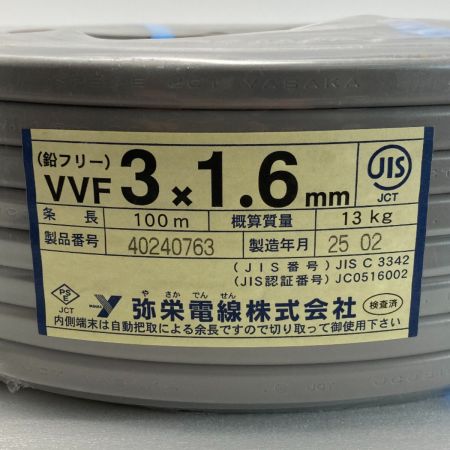 (鉛フリー)
VVF 3×1.6mm
JIS
JCT
条長 100m 概算質量 13kg
製品番号 40240763 製造年月 25 02
(JIS番号)JIS C 3342
(JIS認証番号)JC0516002
PS
E
JCT
YASAKA
や さか でん せん
弥栄電線株式会社
検査済
内側端末は自動把取による余長ですので切り取って御使用下さい